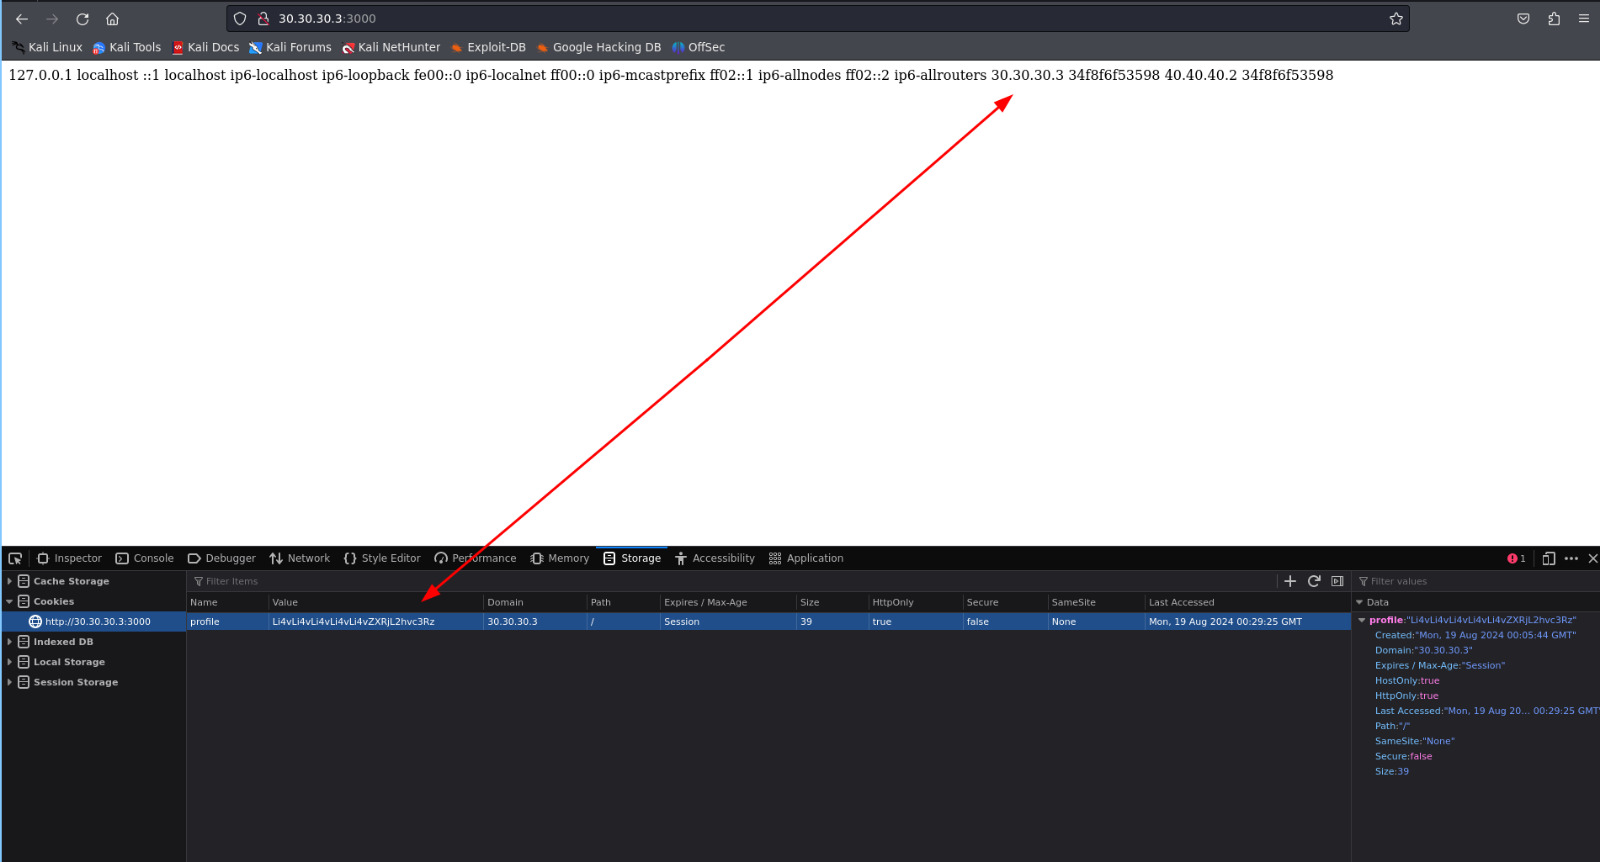 30.30.30.3:3000
Kali Linux Kali Tools Kali Docs Kali Forums Kali NetHunter Exploit-DB Google Hacking DB OffSec
127.0.0.1 localhost ::1 localhost ip6-localhost ip6-loopback fe00::0 ip6-localnet ff00::0 ip6-mcastprefix ff02::1 ip6-allnodes ff02::2 ip6-allrouters 30.30.30.3 34f8f6f53598 40.40.40.2 34f8f6f53598
Inspector Console Debugger Network Style Editor Performance Memory Storage Accessibility Application 1
Cache Storage
Cookies
http://30.30.30.3:3000
Indexed DB
Local Storage
Session Storage
Filter Items
Name Value Domain Path Expires / Max-Age Size HttpOnly Secure SameSite Last Accessed
profile Li4vLi4vLi4vLi4vLi4vZXRjL2hvc3Rz 30.30.30.3 / Session 39 true false None Mon, 19 Aug 2024 00:29:25 GMT
Filter values
Data
profile:"Li4vLi4vLi4vLi4vLi4vZXRjL2hvc3Rz"
Created:"Mon, 19 Aug 2024 00:05:44 GMT"
Domain:"30.30.30.3"
Expires / Max-Age:"Session"
HostOnly:true
HttpOnly:true
Last Accessed:"Mon, 19 Aug 20... 00:29:25 GMT"
Path:"/"
SameSite:"None"
Secure:false
Size:39